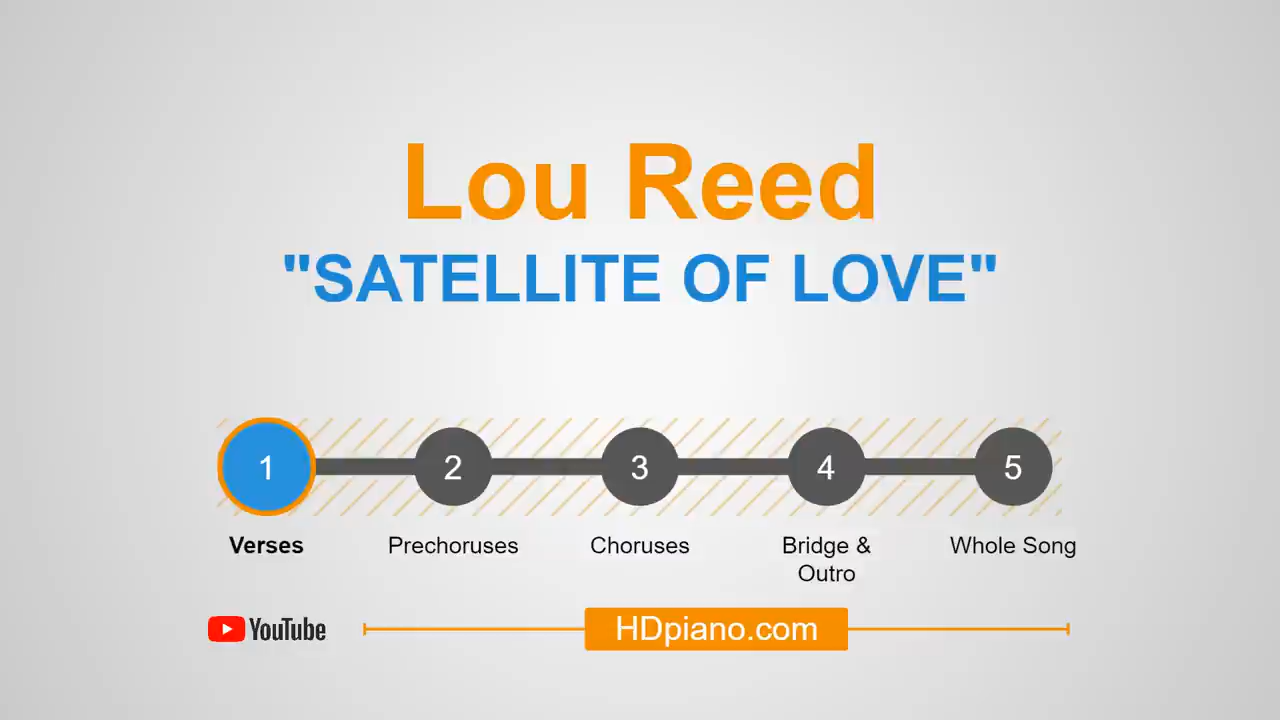 Lou Reed
"SATELLITE OF LOVE"
1 2 3 4 5
Verses Prechoruses Choruses Bridge & Outro Whole Song
YouTube HDpiano.com